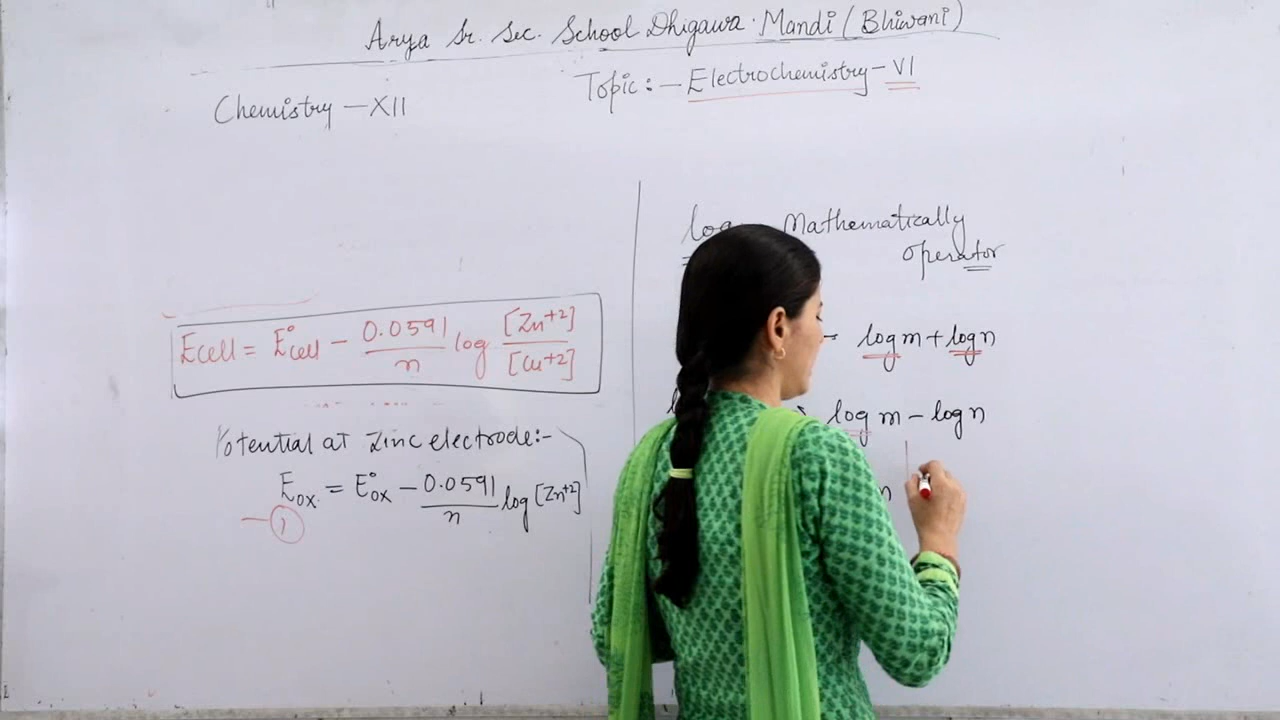 Arya Sr. Sec. School Dhigawa Mandi (Bhiwani)
Topic:- Electrochemistry-VI
Chemistry-XII
Ecell = E°cell - 0.0591/n log [Zn+2]/[Cu+2]
Potential at Zinc electrode:-
Eox. = E°ox - 0.0591/n log [Zn+2]
1
log Mathematically
operator
- log m + log n
log m - log n
n